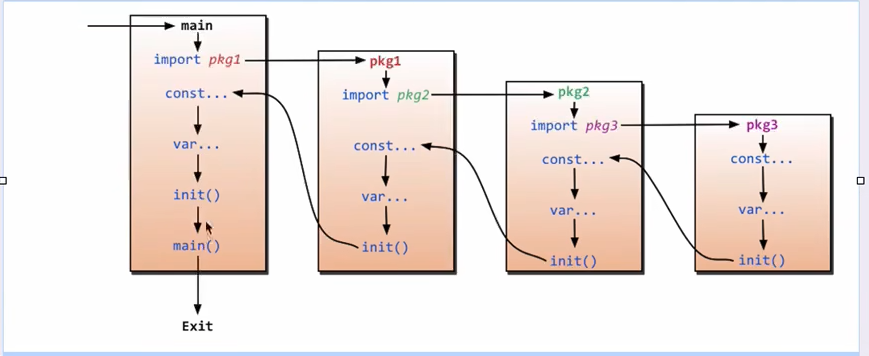 main
import pkg1
const...
var...
init()
main()
Exit
pkg1
import pkg2
const...
var...
init()
pkg2
import pkg3
const...
var...
init()
pkg3
const...
var...
init()